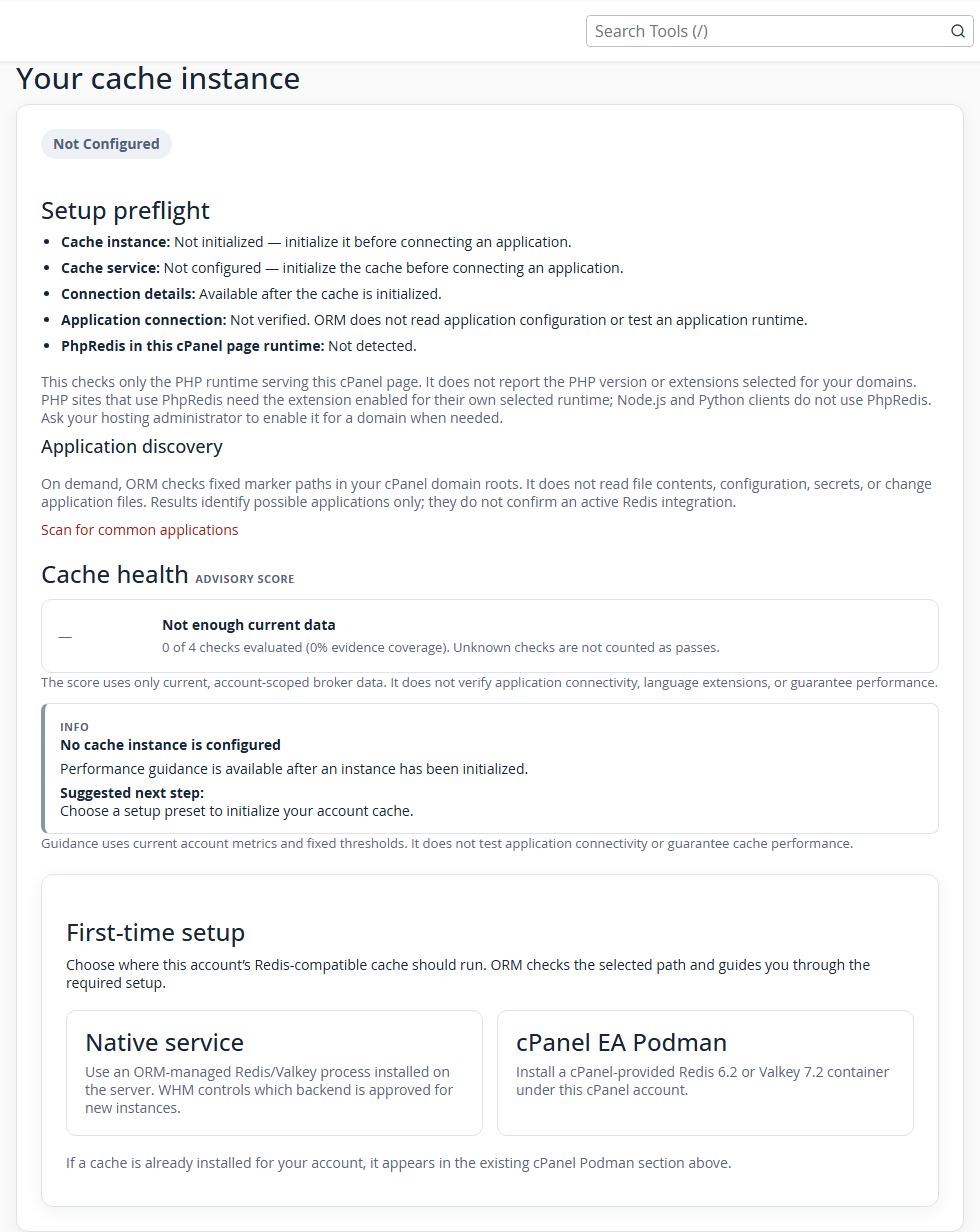 Search Tools (/)
Your cache instance
Not Configured
Setup preflight
• Cache instance: Not initialized — initialize it before connecting an application.
• Cache service: Not configured — initialize the cache before connecting an application.
• Connection details: Available after the cache is initialized.
• Application connection: Not verified. ORM does not read application configuration or test an application runtime.
• PhpRedis in this cPanel page runtime: Not detected.
This checks only the PHP runtime serving this cPanel page. It does not report the PHP version or extensions selected for your domains.
PHP sites that use PhpRedis need the extension enabled for their own selected runtime; Node.js and Python clients do not use PhpRedis.
Ask your hosting administrator to enable it for a domain when needed.
Application discovery
On demand, ORM checks fixed marker paths in your cPanel domain roots. It does not read file contents, configuration, secrets, or change
application files. Results identify possible applications only; they do not confirm an active Redis integration.
Scan for common applications
Cache health ADVISORY SCORE
—
Not enough current data
0 of 4 checks evaluated (0% evidence coverage). Unknown checks are not counted as passes.
The score uses only current, account-scoped broker data. It does not verify application connectivity, language extensions, or guarantee performance.
INFO
No cache instance is configured
Performance guidance is available after an instance has been initialized.
Suggested next step:
Choose a setup preset to initialize your account cache.
Guidance uses current account metrics and fixed thresholds. It does not test application connectivity or guarantee cache performance.
First-time setup
Choose where this account's Redis-compatible cache should run. ORM checks the selected path and guides you through the
required setup.
Native service
Use an ORM-managed Redis/Valkey process installed on
the server. WHM controls which backend is approved for
new instances.
cPanel EA Podman
Install a cPanel-provided Redis 6.2 or Valkey 7.2 container
under this cPanel account.
If a cache is already installed for your account, it appears in the existing cPanel Podman section above.